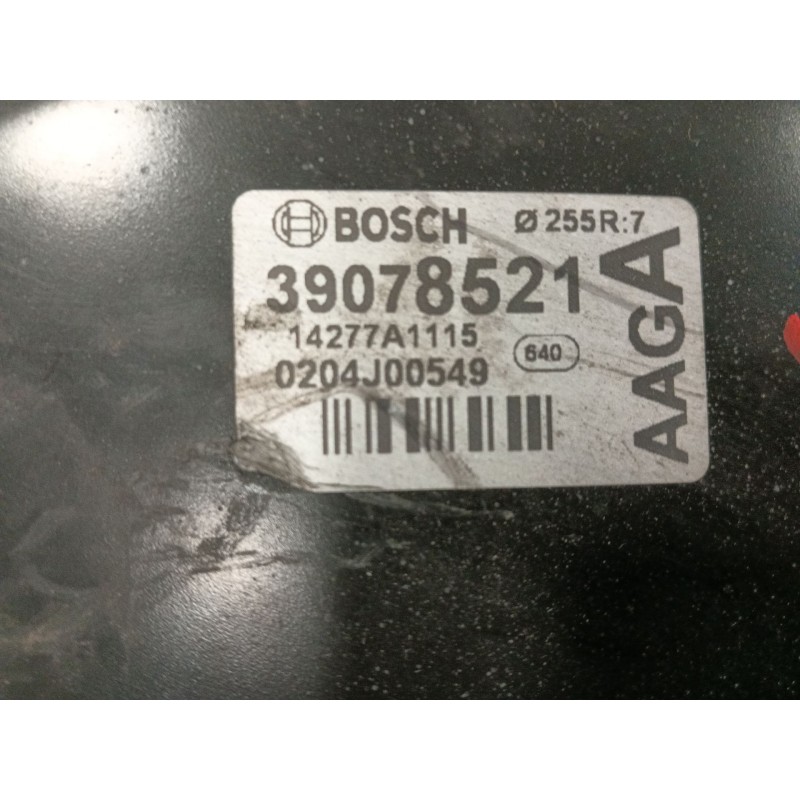 BOSCH Ø 255R:7
39078521
14277A1115 640
0204J00549
AAGA